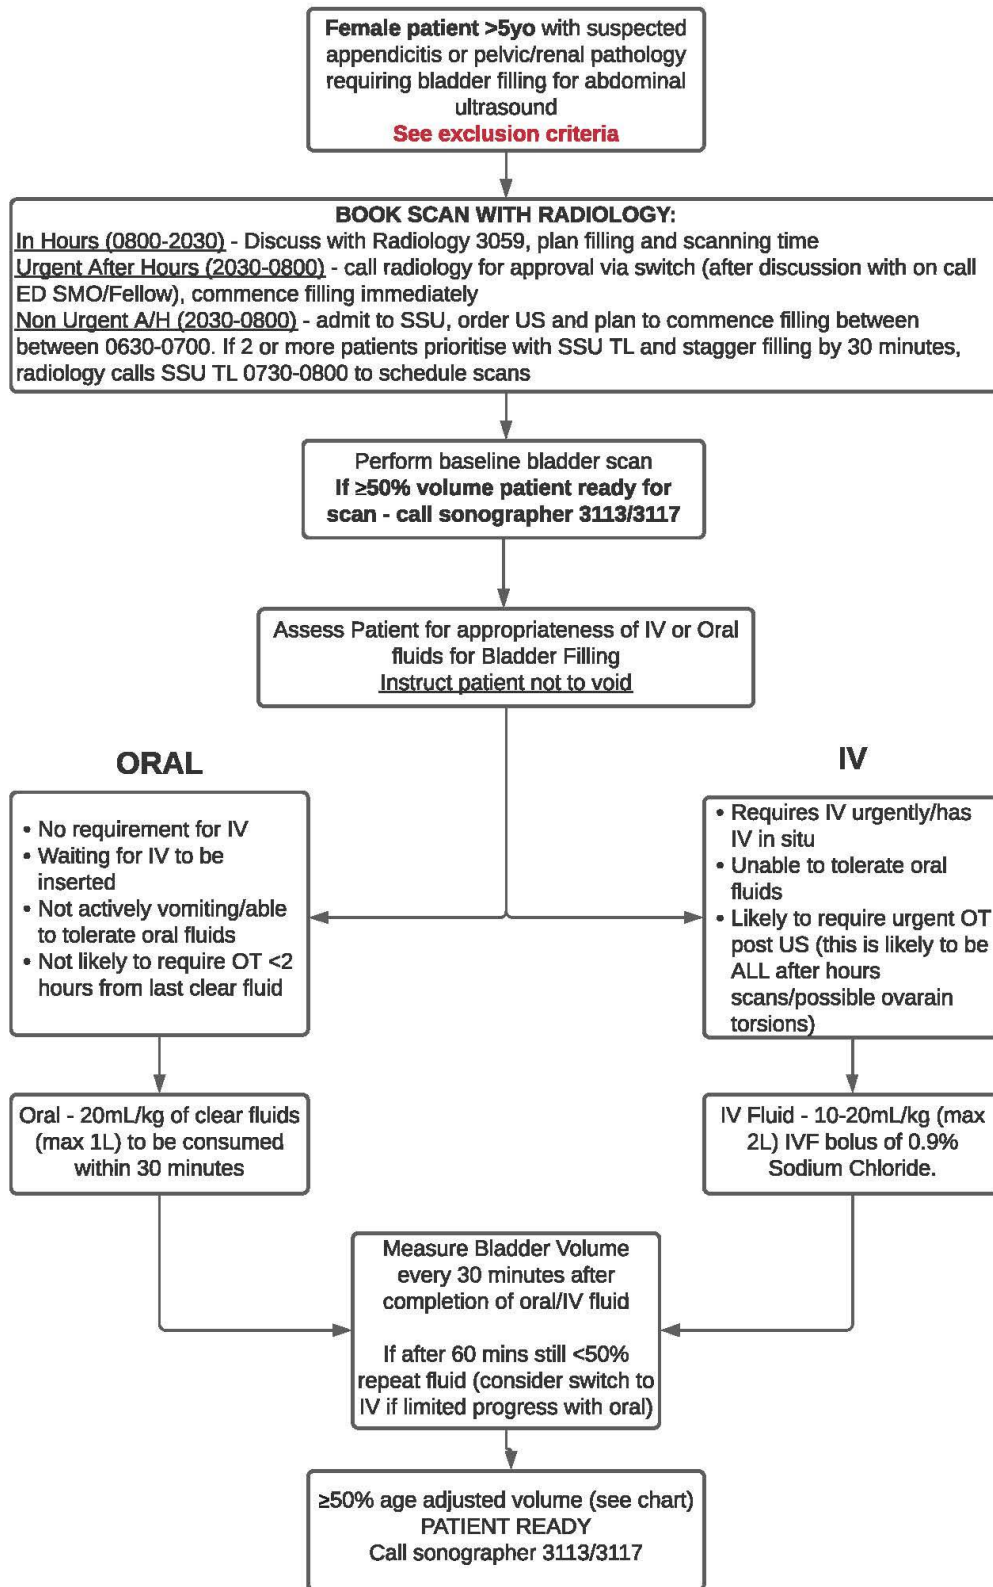 Female patient >5yo with suspected
appendicitis or pelvic/renal pathology
requiring bladder filling for abdominal
ultrasound
See exclusion criteria
BOOK SCAN WITH RADIOLOGY:
In Hours (0800-2030) - Discuss with Radiology 3059, plan filling and scanning time
Urgent After Hours (2030-0800) - call radiology for approval via switch (after discussion with on call
ED SMO/Fellow), commence filling immediately
Non Urgent A/H (2030-0800) - admit to SSU, order US and plan to commence filling between
between 0630-0700. If 2 or more patients prioritise with SSU TL and stagger filling by 30 minutes,
radiology calls SSU TL 0730-0800 to schedule scans
Perform baseline bladder scan
If ≥50% volume patient ready for
scan - call sonographer 3113/3117
Assess Patient for appropriateness of IV or Oral
fluids for Bladder Filling
Instruct patient not to void
ORAL
• No requirement for IV
• Waiting for IV to be
inserted
• Not actively vomiting/able
to tolerate oral fluids
• Not likely to require OT <2
hours from last clear fluid
IV
• Requires IV urgently/has
IV in situ
• Unable to tolerate oral
fluids
• Likely to require urgent OT
post US (this is likely to be
ALL after hours
scans/possible ovarain
torsions)
Oral - 20mL/kg of clear fluids
(max 1L) to be consumed
within 30 minutes
IV Fluid - 10-20mL/kg (max
2L) IVF bolus of 0.9%
Sodium Chloride.
Measure Bladder Volume
every 30 minutes after
completion of oral/IV fluid
If after 60 mins still <50%
repeat fluid (consider switch to
IV if limited progress with oral)
≥50% age adjusted volume (see chart)
PATIENT READY
Call sonographer 3113/3117